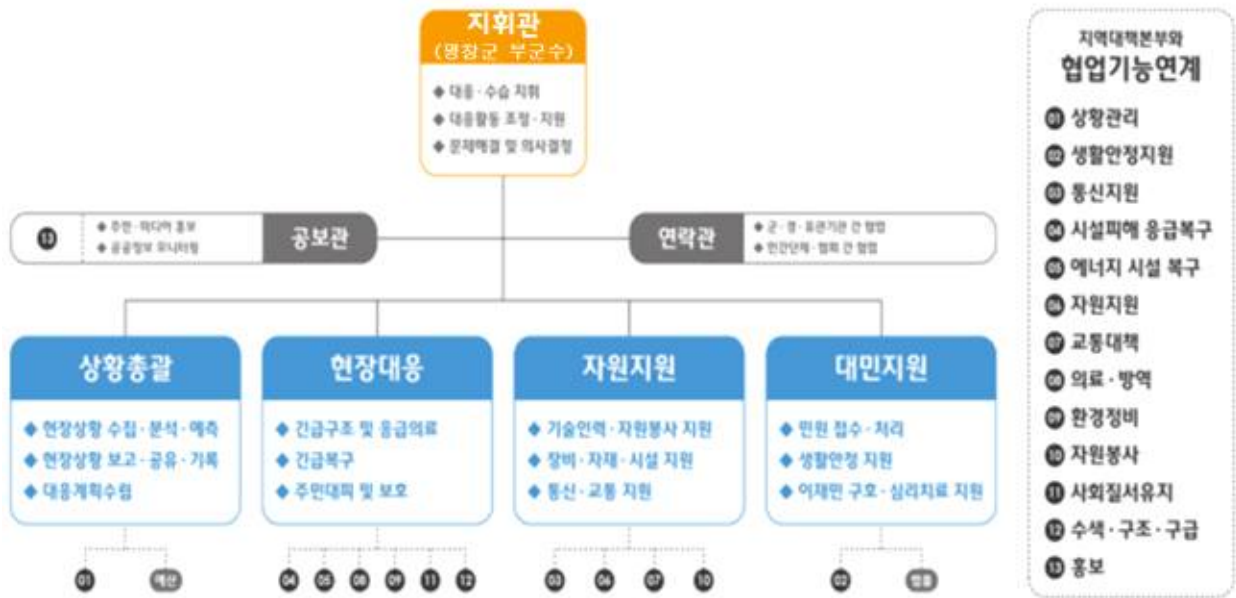 지휘관
(평창군 부군수)
◆ 대응·수습 지휘
◆ 대응활동 조정·지원
◆ 문제해결 및 의사결정
13
◆ 주민·미디어 홍보
◆ 공공정보 모니터링
공보관
연락관
◆ 군·경·유관기관 간 협업
◆ 민간단체·협회 간 협업
상황총괄
◆ 현장상황 수집·분석·예측
◆ 현장상황 보고·공유·기록
◆ 대응계획수립
01 예산
현장대응
◆ 긴급구조 및 응급의료
◆ 긴급복구
◆ 주민대피 및 보호
04 05 08 09 11 12
자원지원
◆ 기술인력·자원봉사 지원
◆ 장비·자재·시설 지원
◆ 통신·교통 지원
03 06 07 10
대민지원
◆ 민원 접수·처리
◆ 생활안정 지원
◆ 이재민 구호·심리치료 지원
02 법률
지역대책본부와
협업기능연계
01 상황관리
02 생활안정지원
03 통신지원
04 시설피해 응급복구
05 에너지 시설 복구
06 자원지원
07 교통대책
08 의료·방역
09 환경정비
10 자원봉사
11 사회질서유지
12 수색·구조·구급
13 홍보